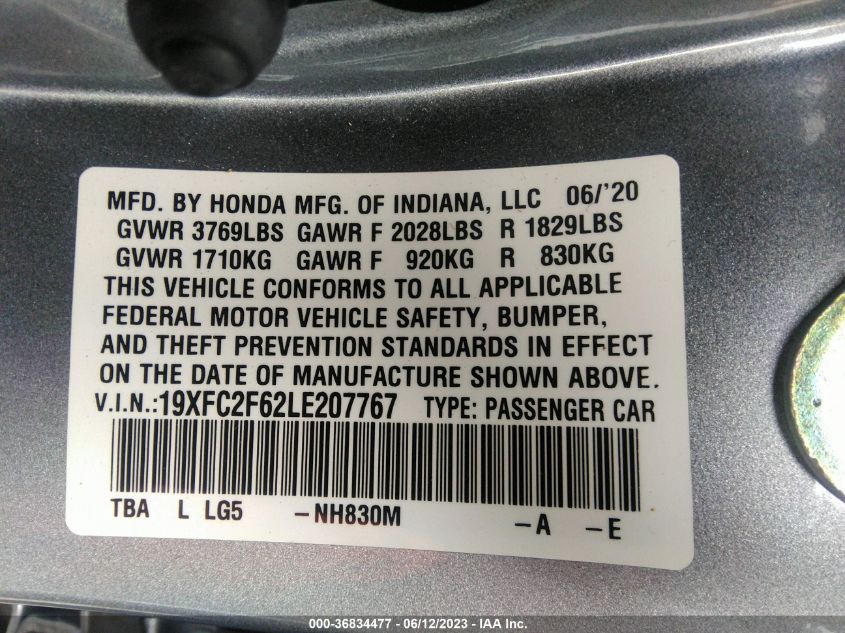 MFD. BY HONDA MFG. OF INDIANA, LLC 06/'20
GVWR 3769LBS GAWR F 2028LBS R 1829LBS
GVWR 1710KG GAWR F 920KG R 830KG
THIS VEHICLE CONFORMS TO ALL APPLICABLE
FEDERAL MOTOR VEHICLE SAFETY, BUMPER,
AND THEFT PREVENTION STANDARDS IN EFFECT
ON THE DATE OF MANUFACTURE SHOWN ABOVE.
V.I.N.:19XFC2F62LE207767 TYPE: PASSENGER CAR
TBA L LG5 -NH830M -A -E
000-36834477 - 06/12/2023 - IAA Inc.